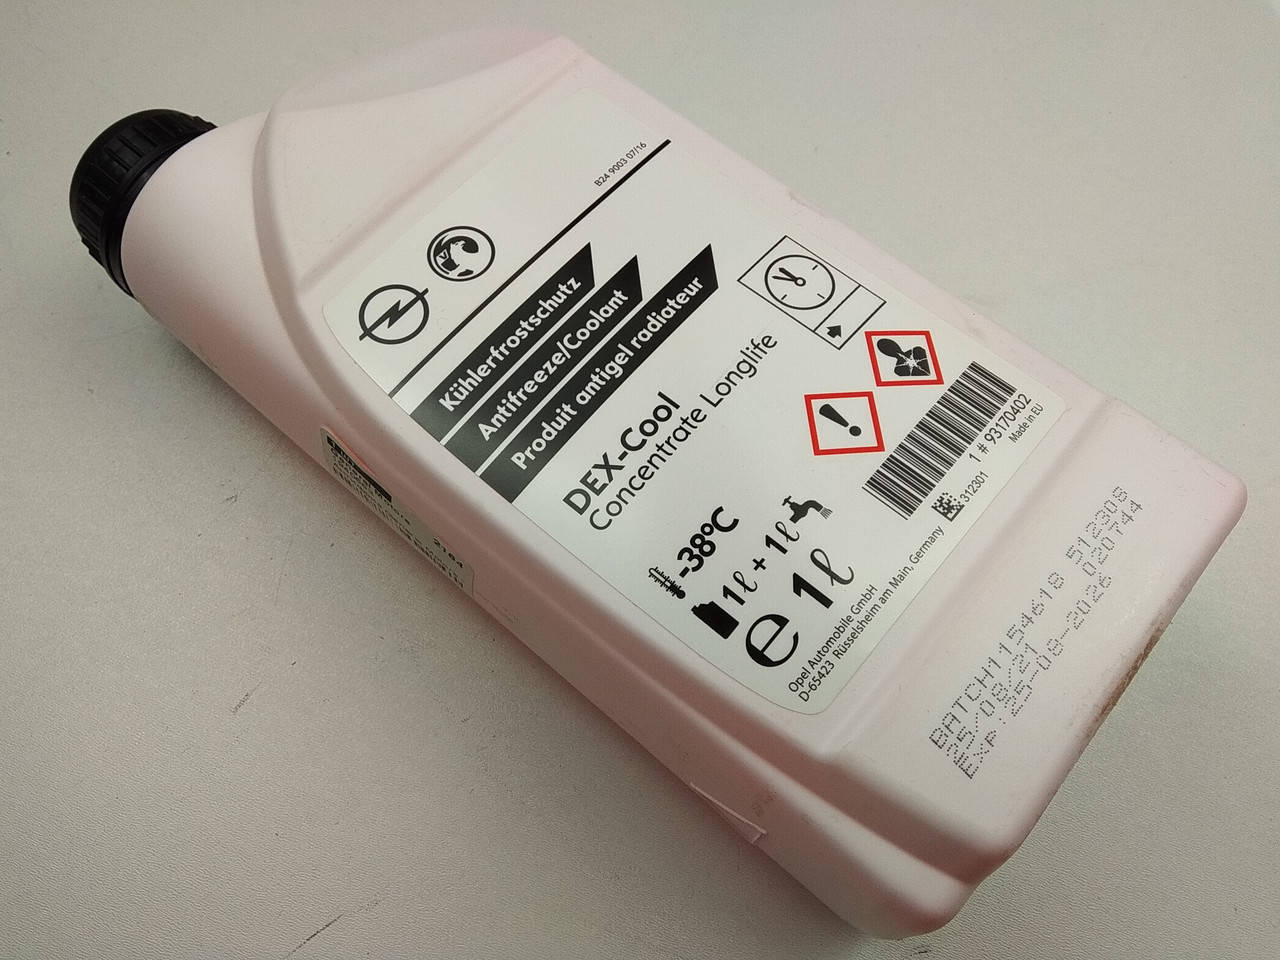 B24 9003 07/16
Kühlerfrostschutz
Antifreeze/Coolant
Produit antigel radiateur
DEX-Cool
Concentrate Longlife
-38°C
1ℓ + 1ℓ
e 1ℓ
1 # 93170402
Made in EU
312301
Opel Automobile GmbH
D-65423 Rüsselsheim am Main, Germany
BATCH1154618 512308
25/08/21 020744
EXP:25-08-2026